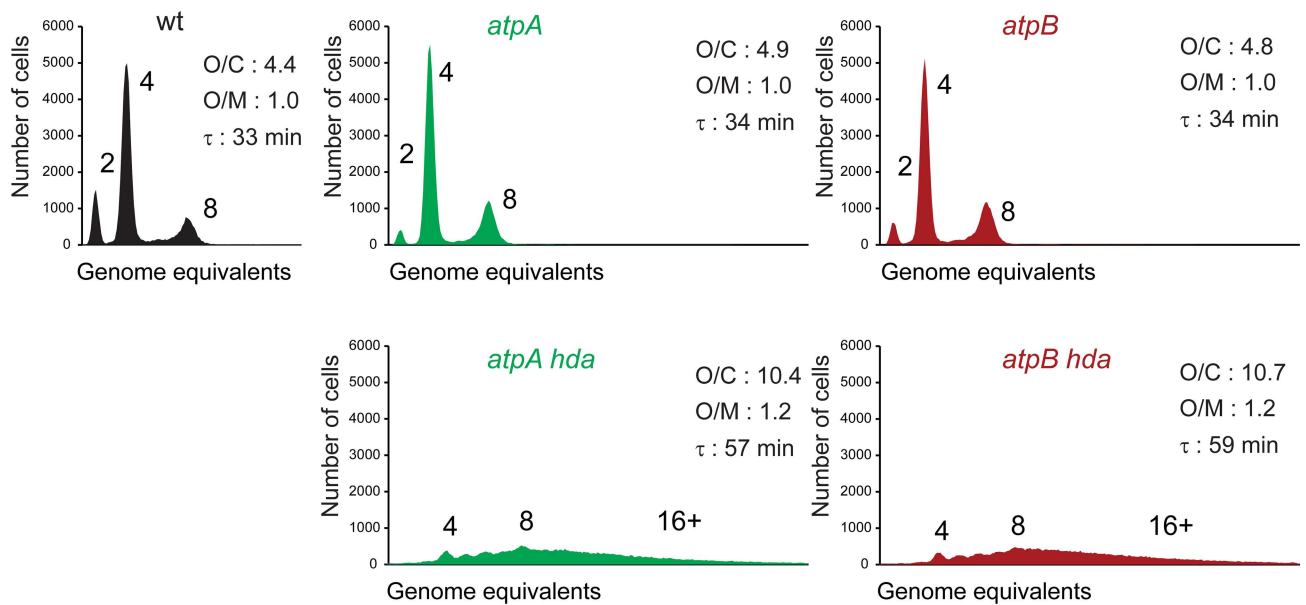 wt
Number of cells
6000
5000
4000
3000
2000
1000
0
2
4
8
O/C : 4.4
O/M : 1.0
τ : 33 min
Genome equivalents
atpA
Number of cells
6000
5000
4000
3000
2000
1000
0
2
4
8
O/C : 4.9
O/M : 1.0
τ : 34 min
Genome equivalents
atpB
Number of cells
6000
5000
4000
3000
2000
1000
0
2
4
8
O/C : 4.8
O/M : 1.0
τ : 34 min
Genome equivalents
atpA hda
Number of cells
6000
5000
4000
3000
2000
1000
0
4
8
16+
O/C : 10.4
O/M : 1.2
τ : 57 min
Genome equivalents
atpB hda
Number of cells
6000
5000
4000
3000
2000
1000
0
4
8
16+
O/C : 10.7
O/M : 1.2
τ : 59 min
Genome equivalents